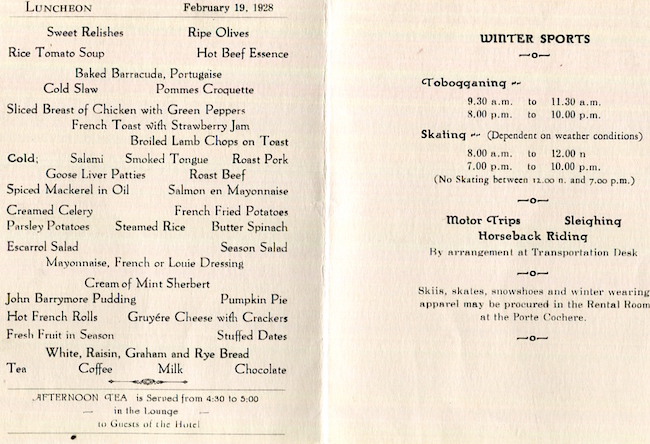 LUNCHEON February 19, 1928
Sweet Relishes Ripe Olives
Rice Tomato Soup Hot Beef Essence
Baked Barracuda, Portugaise
Cold Slaw Pommes Croquette
Sliced Breast of Chicken with Green Peppers
French Toast with Strawberry Jam
Broiled Lamb Chops on Toast
Cold; Salami Smoked Tongue Roast Pork
Goose Liver Patties Roast Beef
Spiced Mackerel in Oil Salmon en Mayonnaise
Creamed Celery French Fried Potatoes
Parsley Potatoes Steamed Rice Butter Spinach
Escarrol Salad Season Salad
Mayonnaise, French or Louie Dressing
Cream of Mint Sherbert
John Barrymore Pudding Pumpkin Pie
Hot French Rolls Gruyére Cheese with Crackers
Fresh Fruit in Season Stuffed Dates
White, Raisin, Graham and Rye Bread
Tea Coffee Milk Chocolate
AFTERNOON TEA is Served from 4:30 to 5:00
in the Lounge
to Guests of the Hotel
WINTER SPORTS
Tobogganing
9.30 a.m. to 11.30 a.m.
8.00 p.m. to 10.00 p.m.
Skating (Dependent on weather conditions)
8.00 a.m. to 12.00 n
7.00 p.m. to 10.00 p.m.
(No Skating between 12.00 n. and 7.00 p.m.)
Motor Trips Sleighing
Horseback Riding
By arrangement at Transportation Desk
Skiis, skates, snowshoes and winter wearing
apparel may be procured in the Rental Room
at the Porte Cochere.